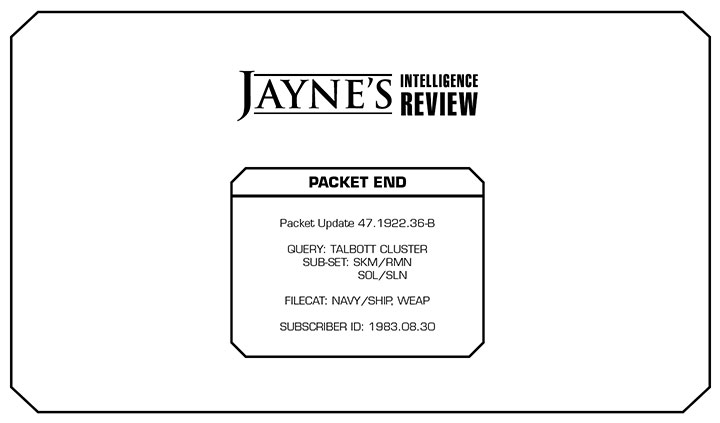 JAYNE'S INTELLIGENCE
REVIEW
PACKET END
Packet Update 47.1922.36-B
QUERY: TALBOTT CLUSTER
SUB-SET: SKM/RMN
SOL/SLN
FILECAT: NAVY/SHIP, WEAP
SUBSCRIBER ID: 1983.08.30